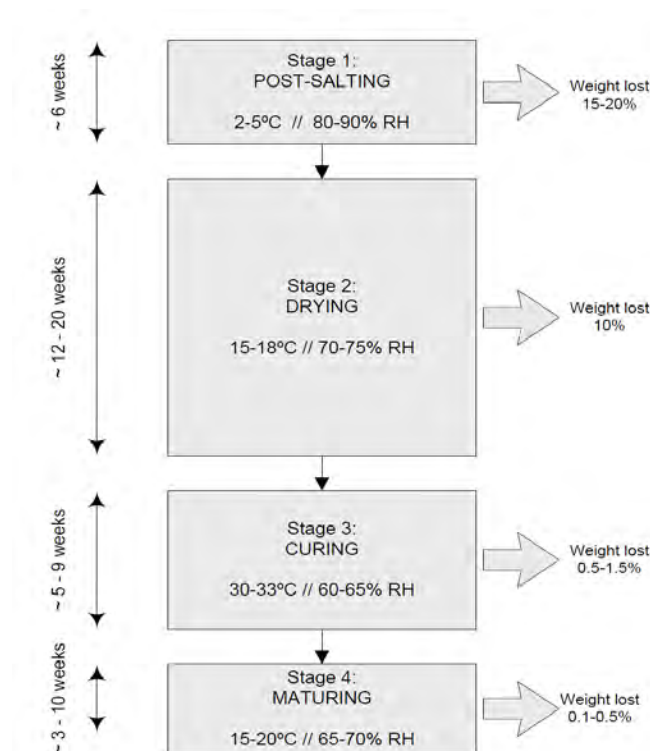 ~ 6 weeks
Stage 1:
POST-SALTING
2-5ºC // 80-90% RH
Weight lost
15-20%
~ 12 - 20 weeks
Stage 2:
DRYING
15-18ºC // 70-75% RH
Weight lost
10%
~ 5 - 9 weeks
Stage 3:
CURING
30-33ºC // 60-65% RH
Weight lost
0.5-1.5%
~ 3 - 10 weeks
Stage 4:
MATURING
15-20ºC // 65-70% RH
Weight lost
0.1-0.5%